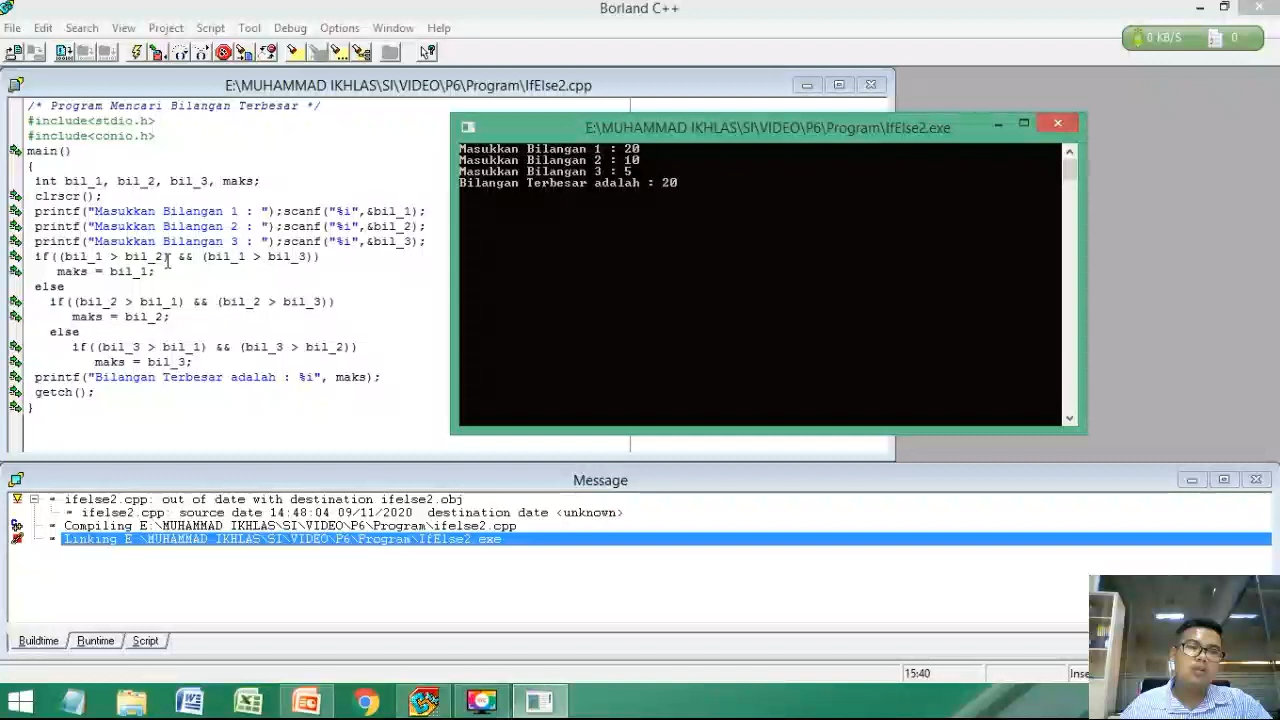 Borland C++
File Edit Search View Project Script Tool Debug Options Window Help
0 KB/S 0
E:\MUHAMMAD IKHLAS\SI\VIDEO\P6\Program\IfElse2.cpp
/* Program Mencari Bilangan Terbesar */
#include<stdio.h>
#include<conio.h>
main()
{
int bil_1, bil_2, bil_3, maks;
clrscr();
printf("Masukkan Bilangan 1 : ");scanf("%i",&bil_1);
printf("Masukkan Bilangan 2 : ");scanf("%i",&bil_2);
printf("Masukkan Bilangan 3 : ");scanf("%i",&bil_3);
if((bil_1 > bil_2) && (bil_1 > bil_3))
maks = bil_1;
else
if((bil_2 > bil_1) && (bil_2 > bil_3))
maks = bil_2;
else
if((bil_3 > bil_1) && (bil_3 > bil_2))
maks = bil_3;
printf("Bilangan Terbesar adalah : %i", maks);
getch();
}
E:\MUHAMMAD IKHLAS\SI\VIDEO\P6\Program\IfElse2.exe
Masukkan Bilangan 1 : 20
Masukkan Bilangan 2 : 10
Masukkan Bilangan 3 : 5
Bilangan Terbesar adalah : 20
Message
ifelse2.cpp: out of date with destination ifelse2.obj
ifelse2.cpp: source date 14:48:04 09/11/2020 destination date <unknown>
Compiling E:\MUHAMMAD IKHLAS\SI\VIDEO\P6\Program\ifelse2.cpp
Linking E:\MUHAMMAD IKHLAS\SI\VIDEO\P6\Program\IfElse2.exe
Buildtime Runtime Script
15:40 Inse